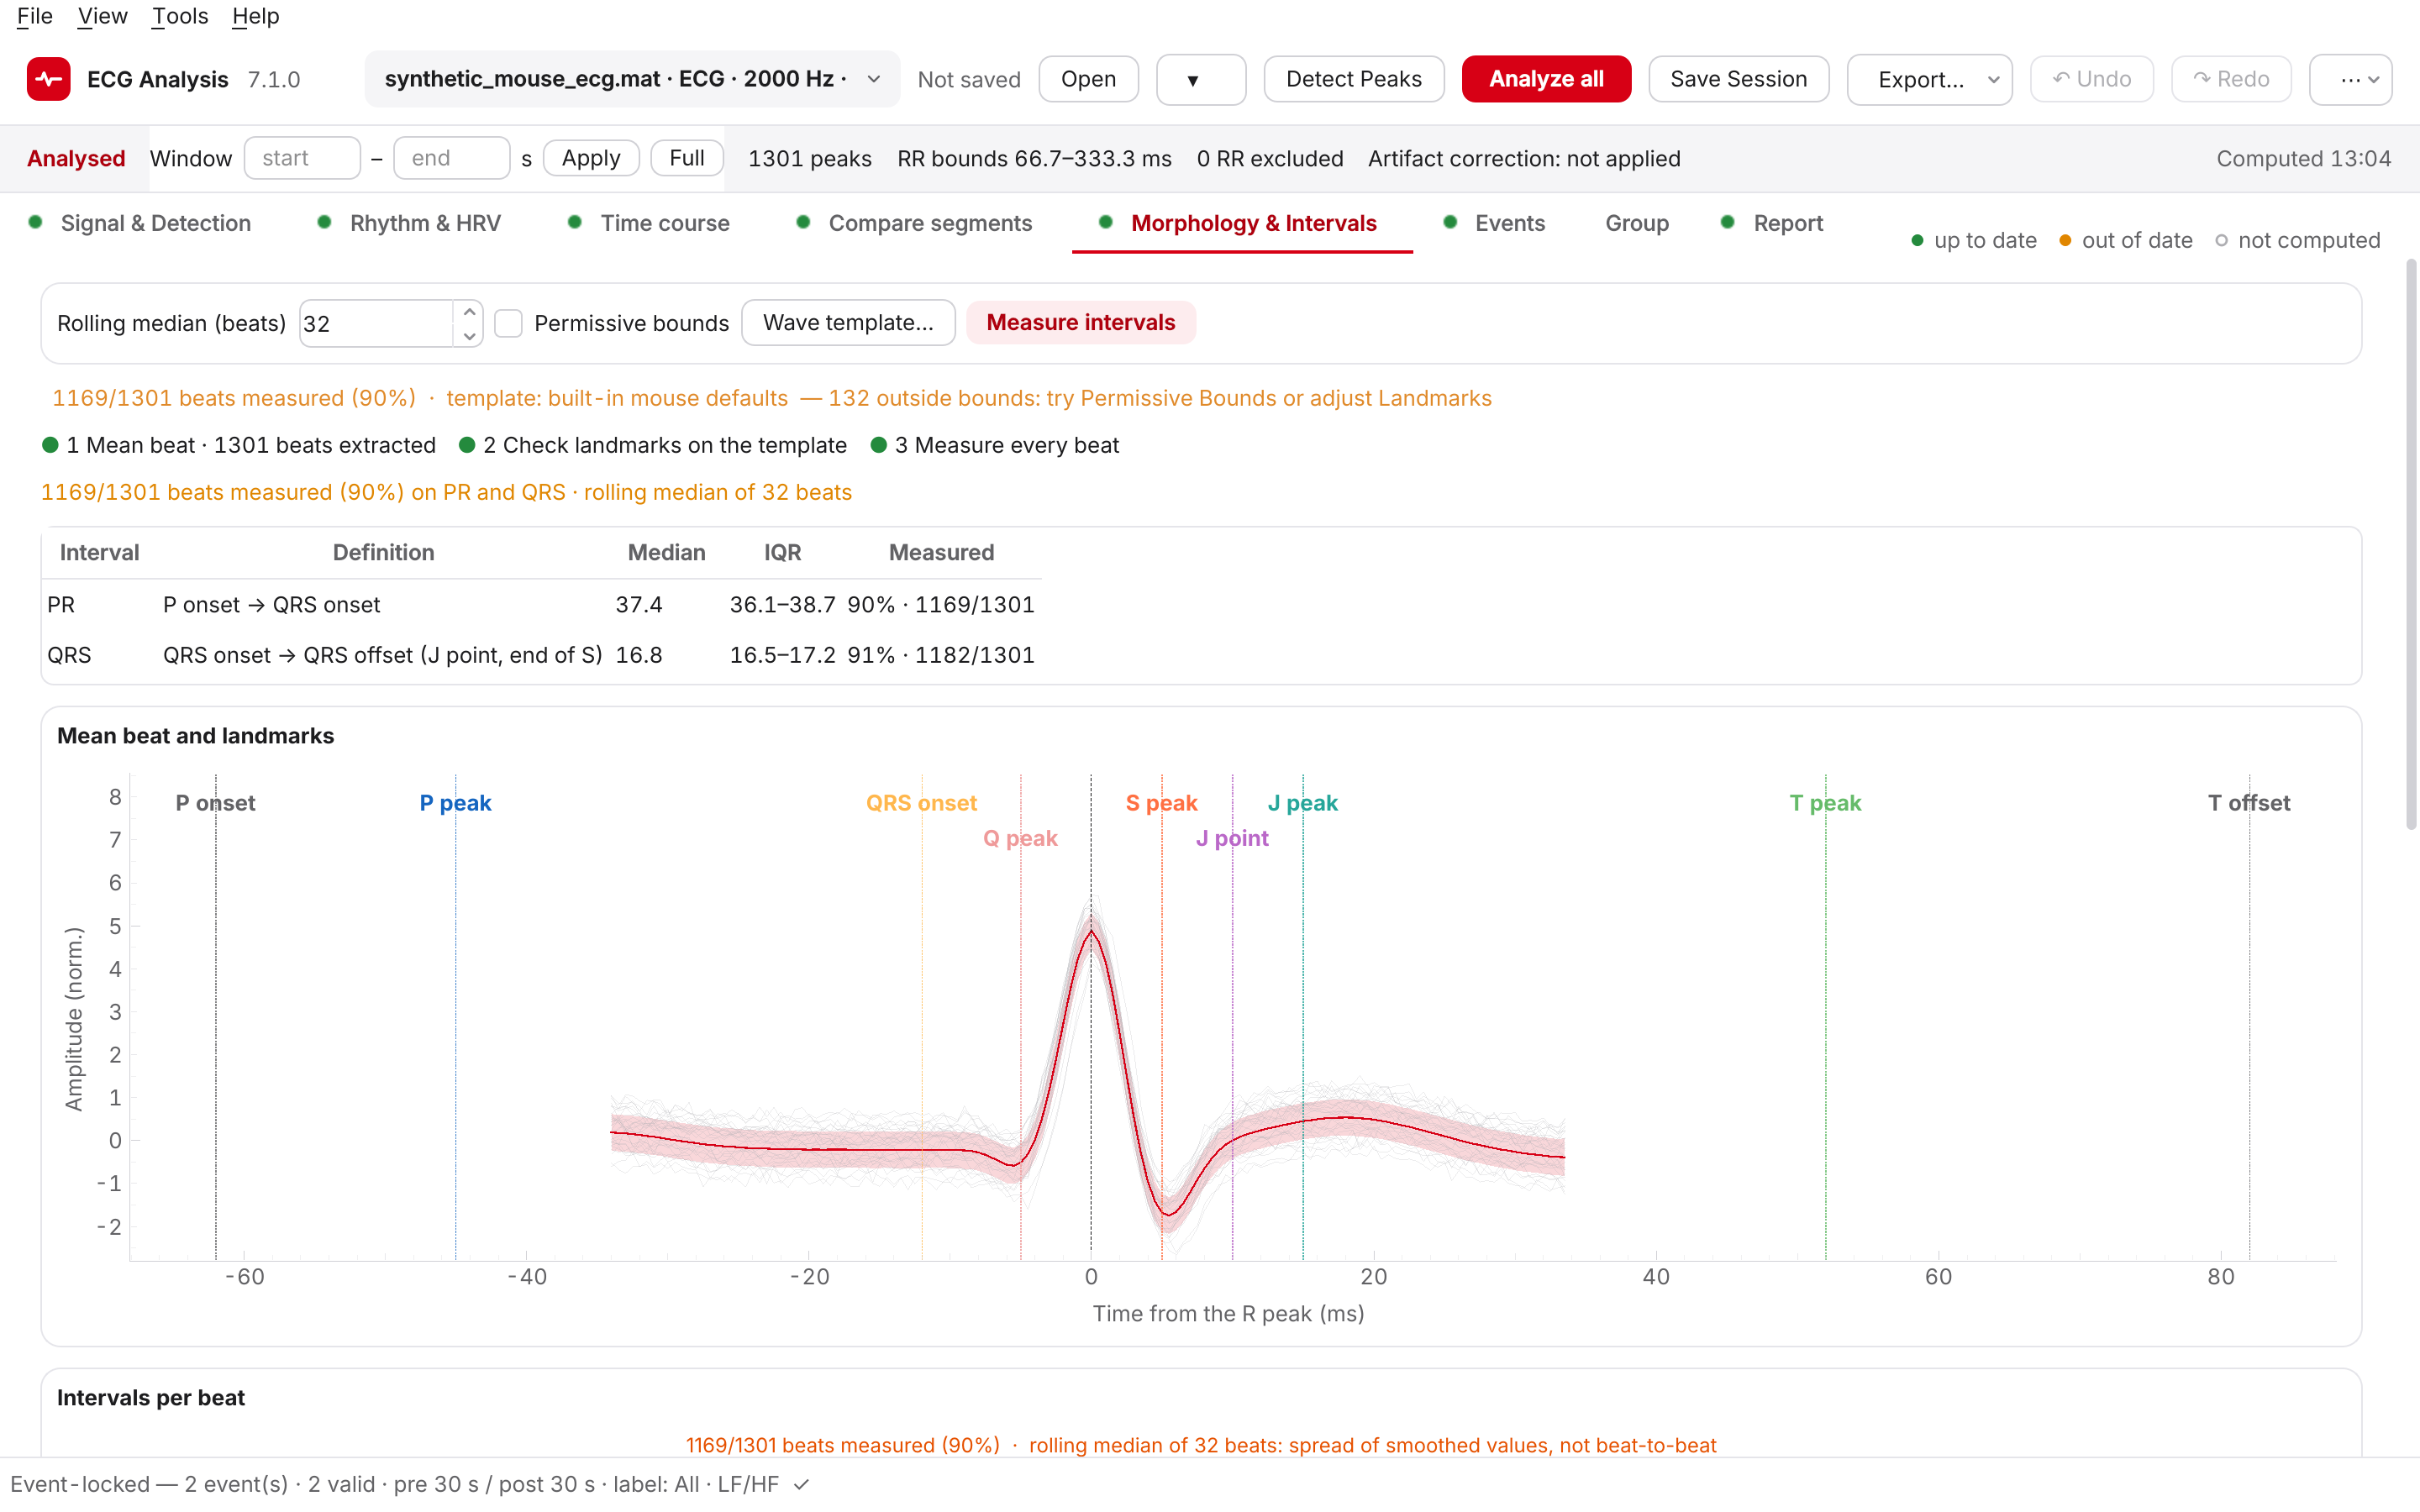 File View Tools Help
ECG Analysis 7.1.0 synthetic_mouse_ecg.mat · ECG · 2000 Hz · Not saved Open ▾ Detect Peaks Analyze all Save Session Export... ↶ Undo ↷ Redo ...
Analysed Window start – end s Apply Full 1301 peaks RR bounds 66.7–333.3 ms 0 RR excluded Artifact correction: not applied Computed 13:04
Signal & Detection Rhythm & HRV Time course Compare segments Morphology & Intervals Events Group Report
up to date out of date not computed
Rolling median (beats) 32 Permissive bounds Wave template... Measure intervals
1169/1301 beats measured (90%) · template: built-in mouse defaults — 132 outside bounds: try Permissive Bounds or adjust Landmarks
1 Mean beat · 1301 beats extracted 2 Check landmarks on the template 3 Measure every beat
1169/1301 beats measured (90%) on PR and QRS · rolling median of 32 beats
Interval Definition Median IQR Measured
PR P onset → QRS onset 37.4 36.1–38.7 90% · 1169/1301
QRS QRS onset → QRS offset (J point, end of S) 16.8 16.5–17.2 91% · 1182/1301
Mean beat and landmarks
P onset P peak QRS onset S peak J peak T peak T offset
Q peak J point
8
7
6
5
4
3
2
1
0
-1
-2
Amplitude (norm.)
-60 -40 -20 0 20 40 60 80
Time from the R peak (ms)
Intervals per beat
1169/1301 beats measured (90%) · rolling median of 32 beats: spread of smoothed values, not beat-to-beat
Event-locked — 2 event(s) · 2 valid · pre 30 s / post 30 s · label: All · LF/HF ✓